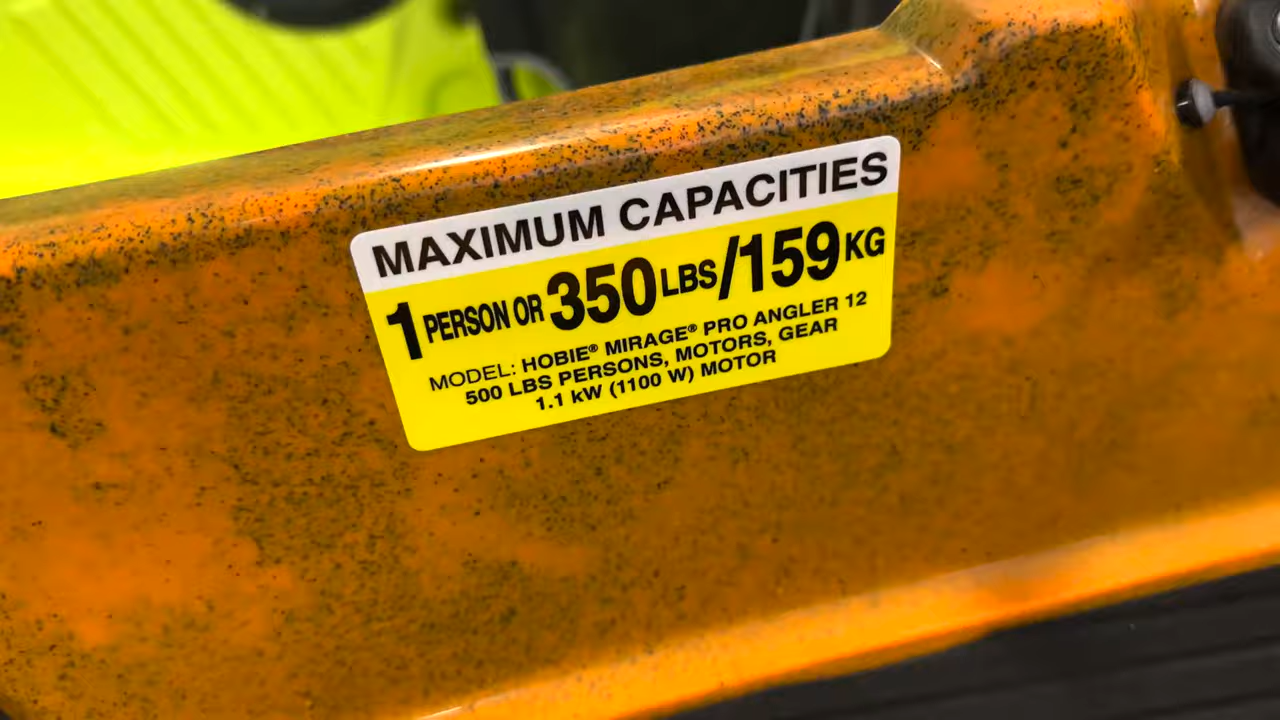 MAXIMUM CAPACITIES
1 PERSON OR 350 LBS/159 KG
MODEL: HOBIE® MIRAGE® PRO ANGLER 12
500 LBS PERSONS, MOTORS, GEAR
1.1 kW (1100 W) MOTOR